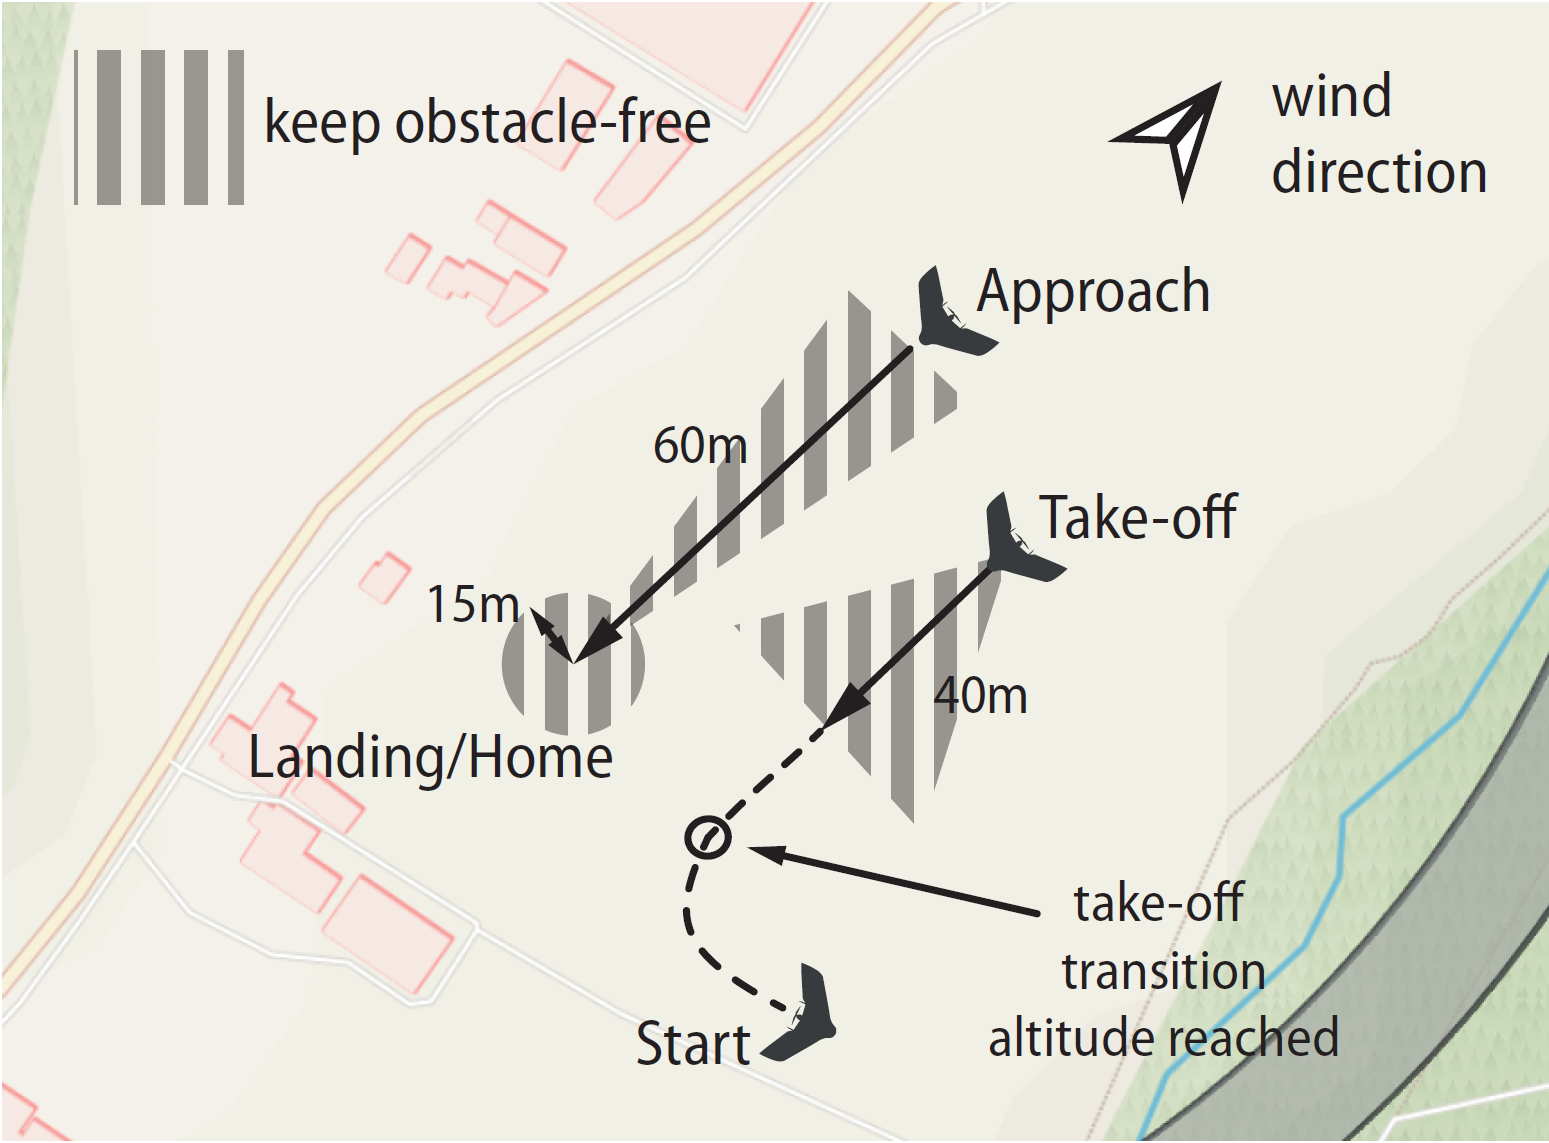 keep obstacle-free
wind
direction
Approach
60m
Take-off
15m
40m
Landing/Home
take-off
transition
altitude reached
Start